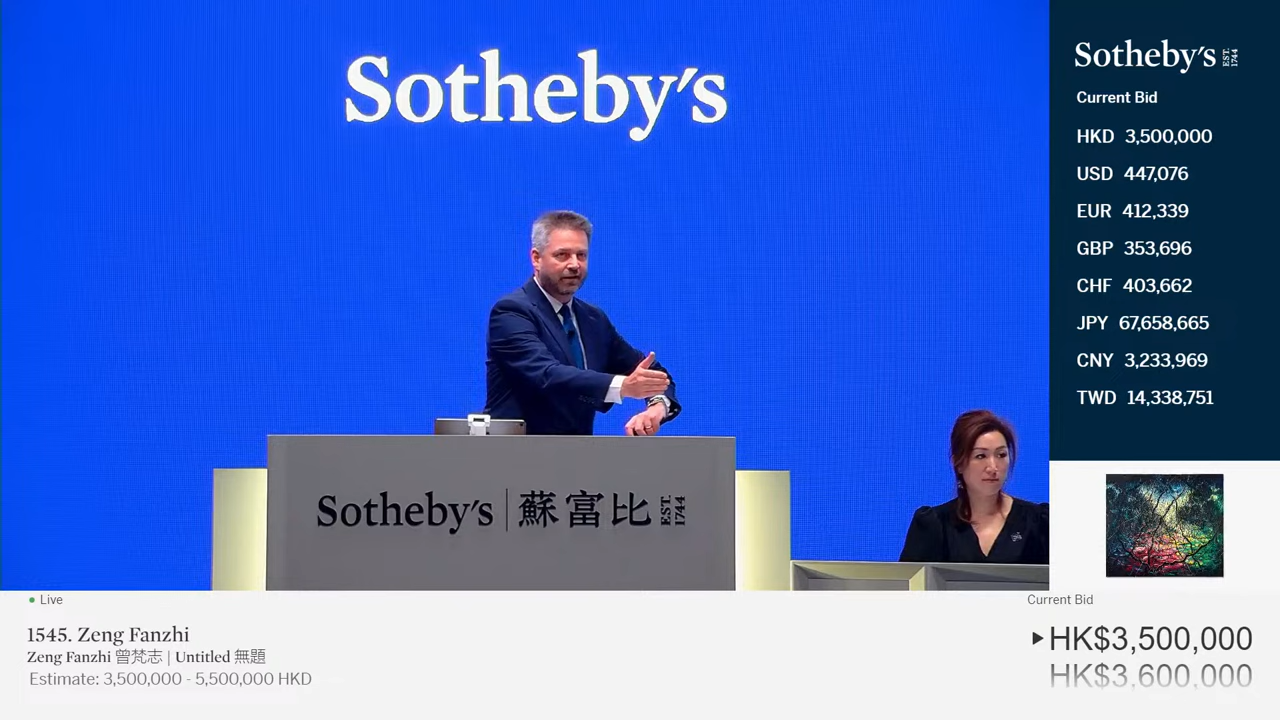 Sotheby's
Sotheby's EST. 1744
Current Bid
HKD 3,500,000
USD 447,076
EUR 412,339
GBP 353,696
CHF 403,662
JPY 67,658,665
CNY 3,233,969
TWD 14,338,751
Sotheby's | 蘇富比 EST. 1744
Live
1545. Zeng Fanzhi
Zeng Fanzhi 曾梵志 | Untitled 無題
Estimate: 3,500,000 - 5,500,000 HKD
Current Bid
HK$3,500,000
HK$3,600,000